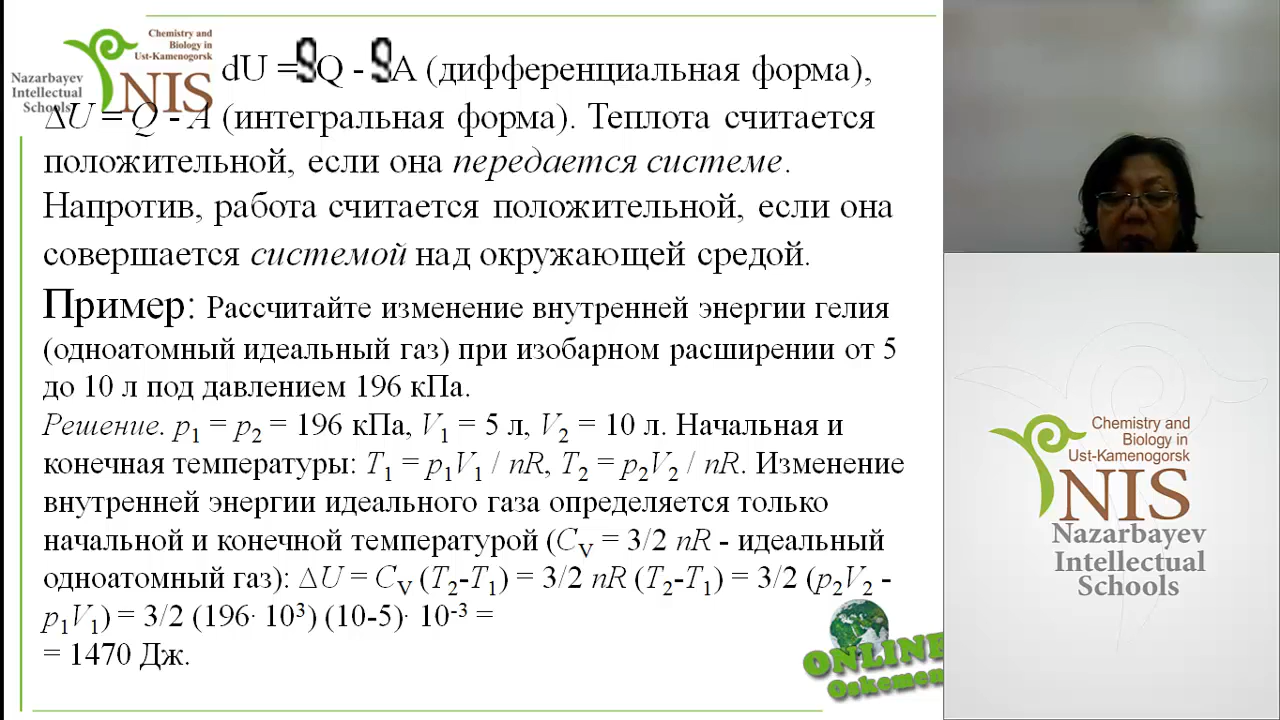 Chemistry and
Biology in
Ust-Kamenogorsk
Nazarbayev
Intellectual
Schools
NIS
dU = δQ - δA (дифференциальная форма),
ΔU = Q - A (интегральная форма). Теплота считается
положительной, если она передается системе.
Напротив, работа считается положительной, если она
совершается системой над окружающей средой.
Пример: Рассчитайте изменение внутренней энергии гелия
(одноатомный идеальный газ) при изобарном расширении от 5
до 10 л под давлением 196 кПа.
Решение. p₁ = p₂ = 196 кПа, V₁ = 5 л, V₂ = 10 л. Начальная и
конечная температуры: T₁ = p₁V₁ / nR, T₂ = p₂V₂ / nR. Изменение
внутренней энергии идеального газа определяется только
начальной и конечной температурой (C_V = 3/2 nR - идеальный
одноатомный газ): ΔU = C_V (T₂-T₁) = 3/2 nR (T₂-T₁) = 3/2 (p₂V₂ -
p₁V₁) = 3/2 (196· 10³) (10-5)· 10⁻³ =
= 1470 Дж.
ONLINE
Oskemen
Chemistry and
Biology in
Ust-Kamenogorsk
NIS
Nazarbayev
Intellectual
Schools